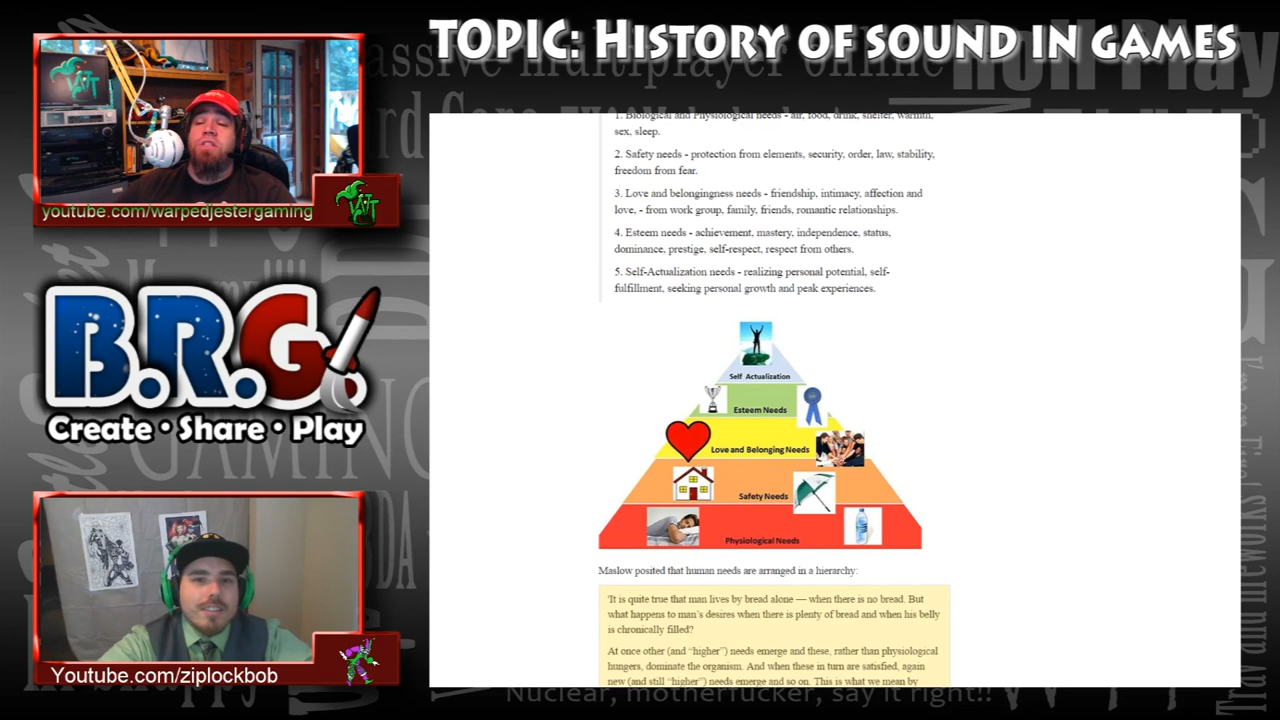 TOPIC: HISTORY OF SOUND IN GAMES
youtube.com/warpedjestergaming
B.R.G.
Create • Share • Play
Youtube.com/ziplockbob
1. Biological and Physiological needs - air, food, drink, shelter, warmth,
sex, sleep.
2. Safety needs - protection from elements, security, order, law, stability,
freedom from fear.
3. Love and belongingness needs - friendship, intimacy, affection and
love, - from work group, family, friends, romantic relationships.
4. Esteem needs - achievement, mastery, independence, status,
dominance, prestige, self-respect, respect from others.
5. Self-Actualization needs - realizing personal potential, self-
fulfillment, seeking personal growth and peak experiences.
Self Actualization
Esteem Needs
Love and Belonging Needs
Safety Needs
Physiological Needs
Maslow posited that human needs are arranged in a hierarchy:
'It is quite true that man lives by bread alone — when there is no bread. But
what happens to man's desires when there is plenty of bread and when his belly
is chronically filled?
At once other (and “higher”) needs emerge and these, rather than physiological
hungers, dominate the organism. And when these in turn are satisfied, again
new (and still “higher”) needs emerge and so on. This is what we mean by
massive multiplayer online
Roll Play
GAMING
Nuclear, motherfucker, say it right!!